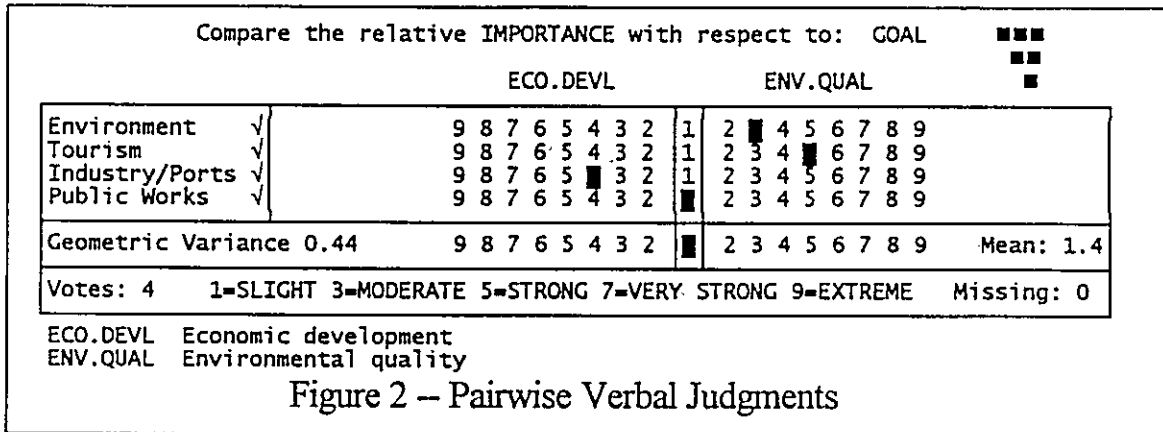 Compare the relative IMPORTANCE with respect to: GOAL
ECO.DEVL ENV.QUAL
Environment √ 9 8 7 6 5 4 3 2 1 2 4 5 6 7 8 9
Tourism √ 9 8 7 6 5 4 3 2 1 2 3 4 6 7 8 9
Industry/Ports √ 9 8 7 6 5 3 2 1 2 3 4 5 6 7 8 9
Public Works √ 9 8 7 6 5 4 3 2 2 3 4 5 6 7 8 9
Geometric Variance 0.44 9 8 7 6 5 4 3 2 2 3 4 5 6 7 8 9 Mean: 1.4
Votes: 4 1=SLIGHT 3=MODERATE 5=STRONG 7=VERY STRONG 9=EXTREME Missing: 0
ECO.DEVL Economic development
ENV.QUAL Environmental quality
Figure 2 -- Pairwise Verbal Judgments